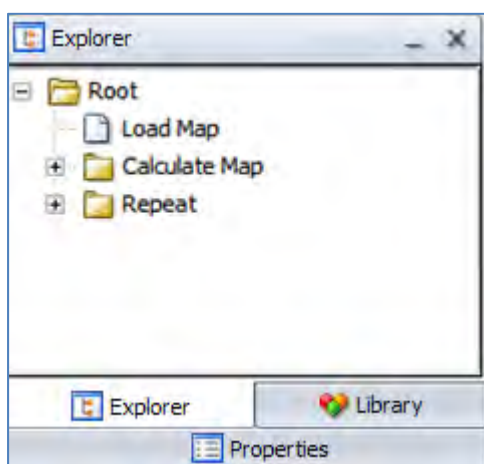 Explorer
Root
Load Map
Calculate Map
Repeat
Explorer Library
Properties